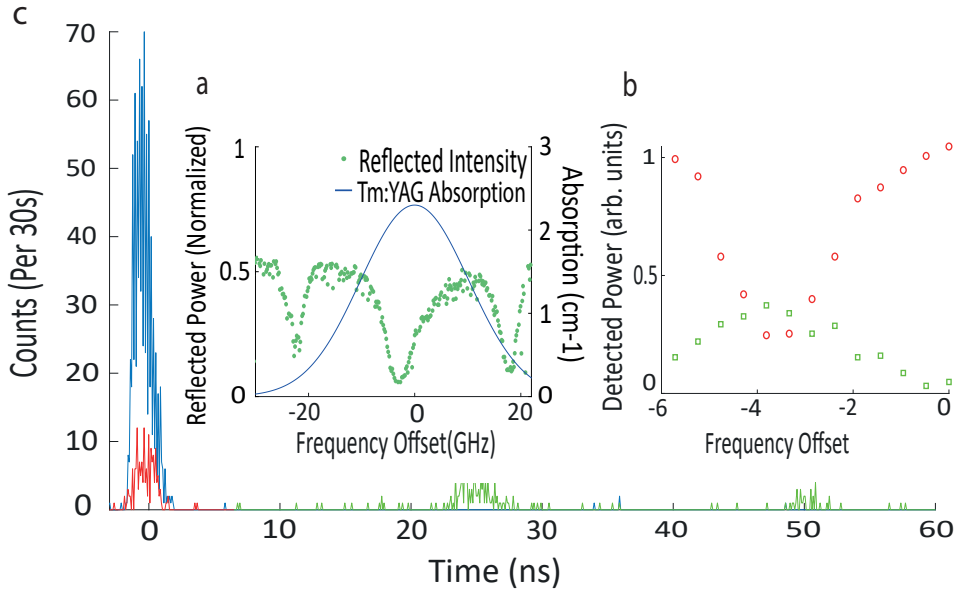 c
70
60
50
40
30
20
10
0
Counts (Per 30s)
0
10
20
30
40
50
60
Time (ns)
a
1
0.5
0
Reflected Power (Normalized)
Reflected Intensity
Tm:YAG Absorption
3
2
1
0
Absorption (cm-1)
-20
0
20
Frequency Offset(GHz)
b
1
0.5
0
Detected Power (arb. units)
-6
-4
-2
0
Frequency Offset